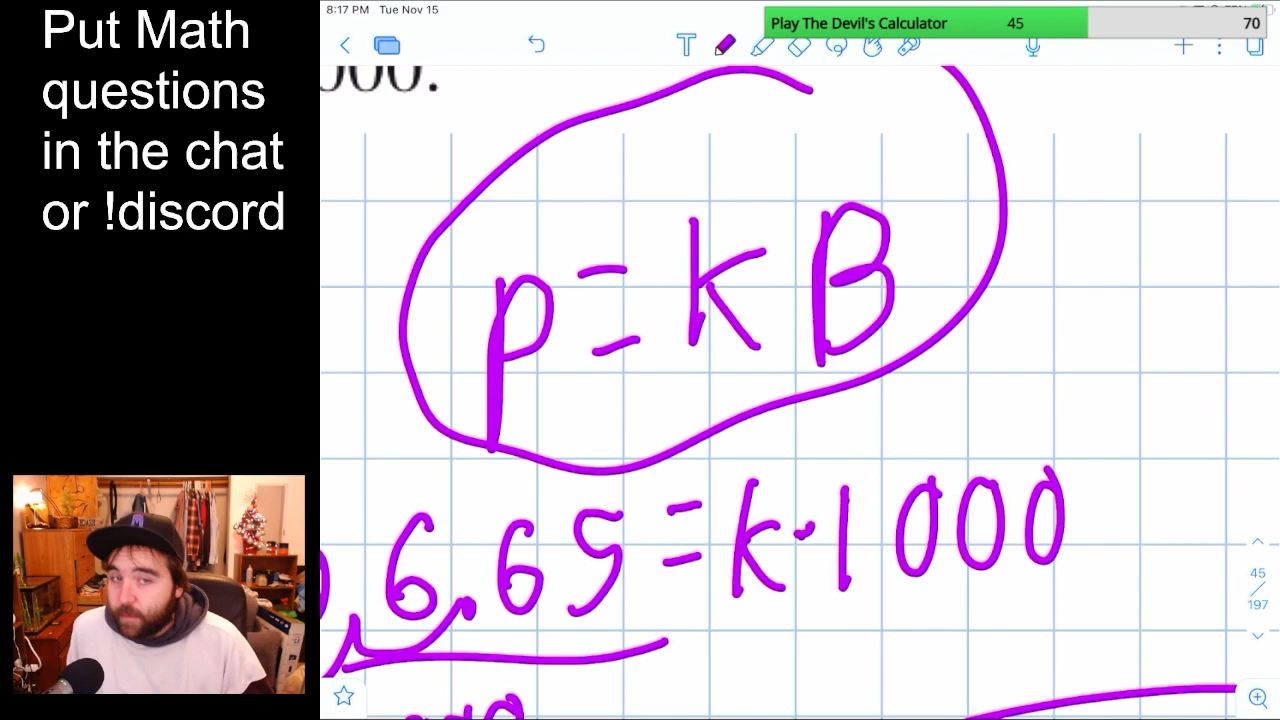 Put Math
questions
in the chat
or !discord
8:17 PM Tue Nov 15
Play The Devil's Calculator 45 70
000.
p = kB
6.65 = k·1000
45
197